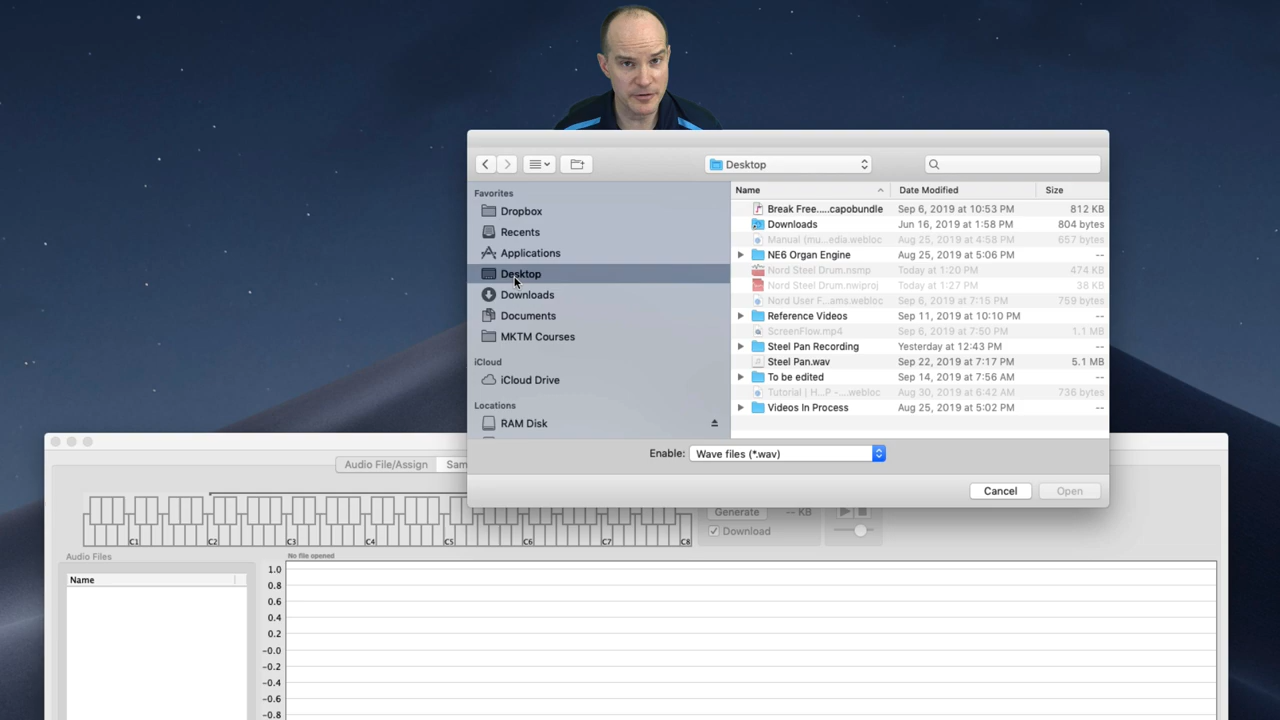 Desktop
Favorites
Dropbox
Recents
Applications
Desktop
Downloads
Documents
MKTM Courses
iCloud
iCloud Drive
Locations
RAM Disk
Name Date Modified Size
Break Free.....capobundle Sep 6, 2019 at 10:53 PM 812 KB
Downloads Jun 16, 2019 at 1:58 PM 804 bytes
Manual (mu...edia.webloc Aug 25, 2019 at 4:58 PM 657 bytes
NE6 Organ Engine Aug 25, 2019 at 5:06 PM --
Nord Steel Drum.nsmp Today at 1:20 PM 474 KB
Nord Steel Drum.nwiproj Today at 1:27 PM 38 KB
Nord User F...ams.webloc Sep 6, 2019 at 7:15 PM 759 bytes
Reference Videos Sep 11, 2019 at 10:10 PM --
ScreenFlow.mp4 Sep 6, 2019 at 7:50 PM 1.1 MB
Steel Pan Recording Yesterday at 12:43 PM --
Steel Pan.wav Sep 22, 2019 at 7:17 PM 5.1 MB
To be edited Sep 14, 2019 at 7:56 AM --
Tutorial | H...P - ...webloc Aug 30, 2019 at 6:42 AM 736 bytes
Videos In Process Aug 25, 2019 at 5:02 PM --
Enable: Wave files (*.wav)
Cancel Open
Audio File/Assign Sam
Generate -- KB
Download
C1 C2 C3 C4 C5 C6 C7 C8
Audio Files
No file opened
Name
1.0
0.8
0.6
0.4
0.2
-0.0
-0.2
-0.4
-0.6
-0.8